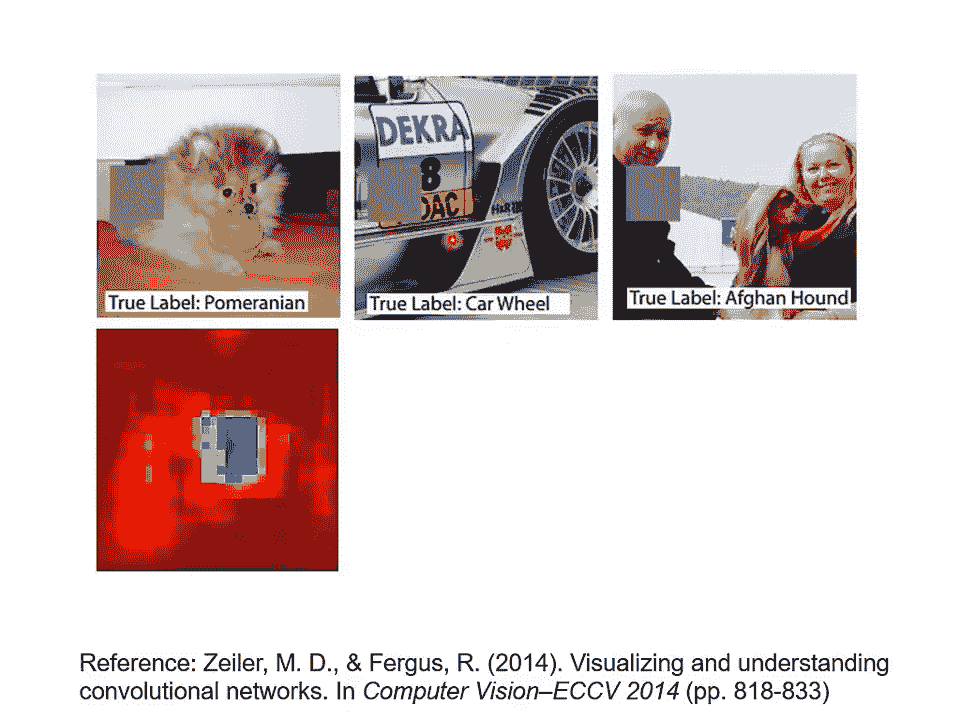 DEKRA
8
DAC
True Label: Pomeranian
True Label: Car Wheel
True Label: Afghan Hound
Reference: Zeiler, M. D., & Fergus, R. (2014). Visualizing and understanding
convolutional networks. In Computer Vision–ECCV 2014 (pp. 818-833)